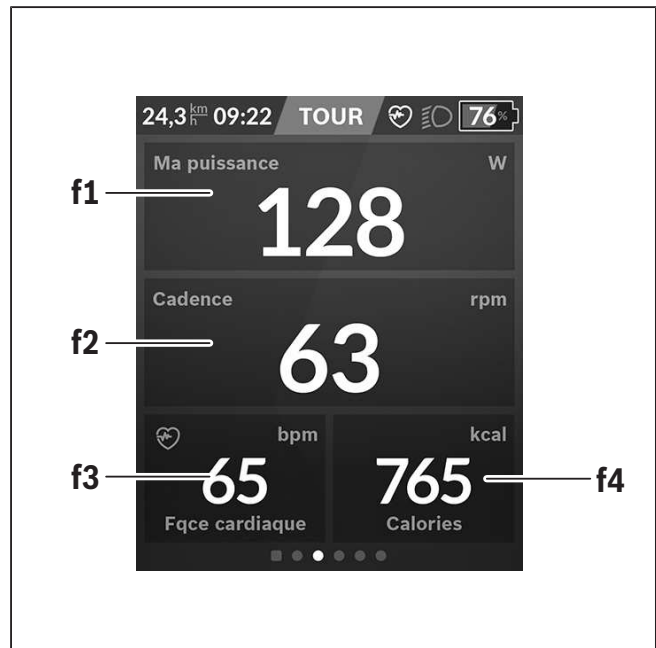 24,3 km/h 09:22 TOUR 76%
Ma puissance W
f1
128
Cadence rpm
f2
63
bpm kcal
f3
65 765
f4
Fqce cardiaque Calories